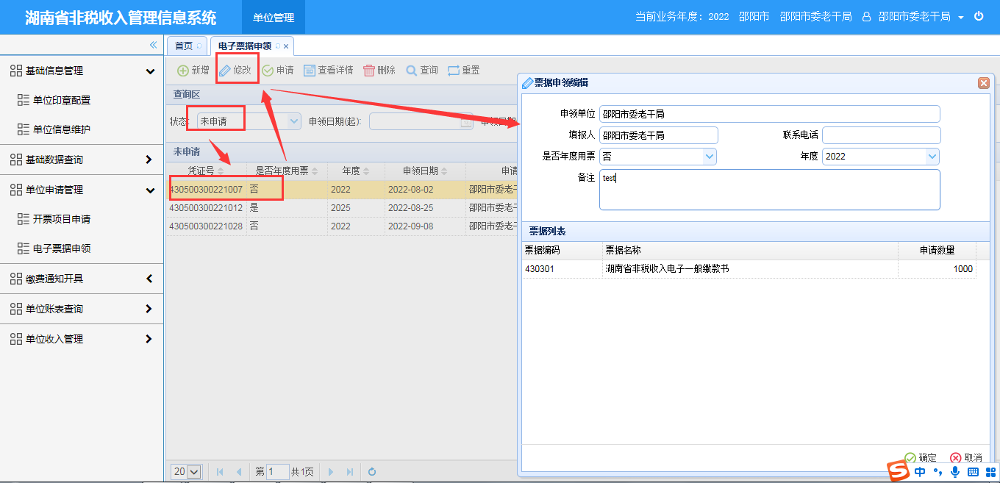 湖南省非税收入管理信息系统 单位管理 当前业务年度: 2022 邵阳市 邵阳市委老干局 邵阳市委老干局
首页 电子票据申领
基础信息管理
单位印章配置
单位信息维护
基础数据查询
单位申请管理
开票项目申请
电子票据申领
缴费通知开具
单位账表查询
单位收入管理
新增 修改 申请 查看详情 删除 查询 重置
查询区
状态: 未申请 申领日期(起): 申领日期
未申请
凭证号 是否年度用票 年度 申领日期 申请
430500300221007 否 2022 2022-08-02 邵阳市委老干
430500300221012 是 2025 2022-08-25 邵阳市委老干
430500300221028 否 2022 2022-09-08 邵阳市委老干
20 第 1 共1页
票据申领编辑
申领单位 邵阳市委老干局
填报人 邵阳市委老干局 联系电话
是否年度用票 否 年度 2022
备注 test
票据列表
票据编码 票据名称 申请数量
430301 湖南省非税收入电子一般缴款书 1000
确定 取消
S 中